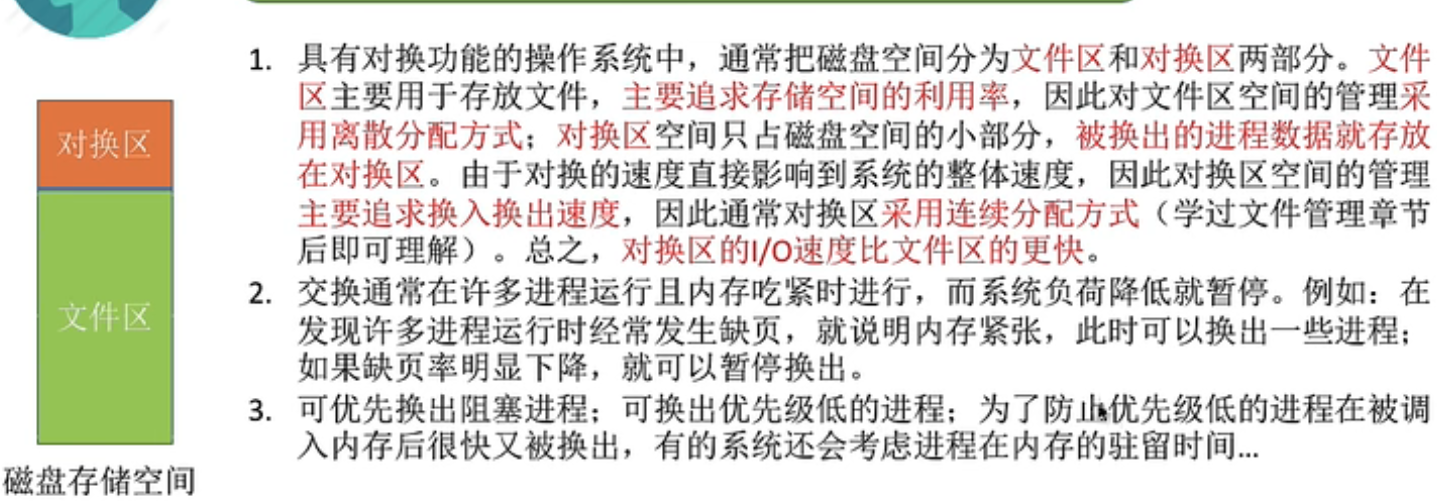 1. 具有对换功能的操作系统中，通常把磁盘空间分为文件区和对换区两部分。文件
区主要用于存放文件，主要追求存储空间的利用率，因此对文件区空间的管理采
用离散分配方式；对换区空间只占磁盘空间的小部分，被换出的进程数据就存放
在对换区。由于对换的速度直接影响到系统的整体速度，因此对换区空间的管理
主要追求换入换出速度，因此通常对换区采用连续分配方式（学过文件管理章节
后即可理解）。总之，对换区的I/O速度比文件区的更快。
2. 交换通常在许多进程运行且内存吃紧时进行，而系统负荷降低就暂停。例如：在
发现许多进程运行时经常发生缺页，就说明内存紧张，此时可以换出一些进程；
如果缺页率明显下降，就可以暂停换出。
3. 可优先换出阻塞进程；可换出优先级低的进程；为了防止优先级低的进程在被调
入内存后很快又被换出，有的系统还会考虑进程在内存的驻留时间…
对换区
文件区
磁盘存储空间